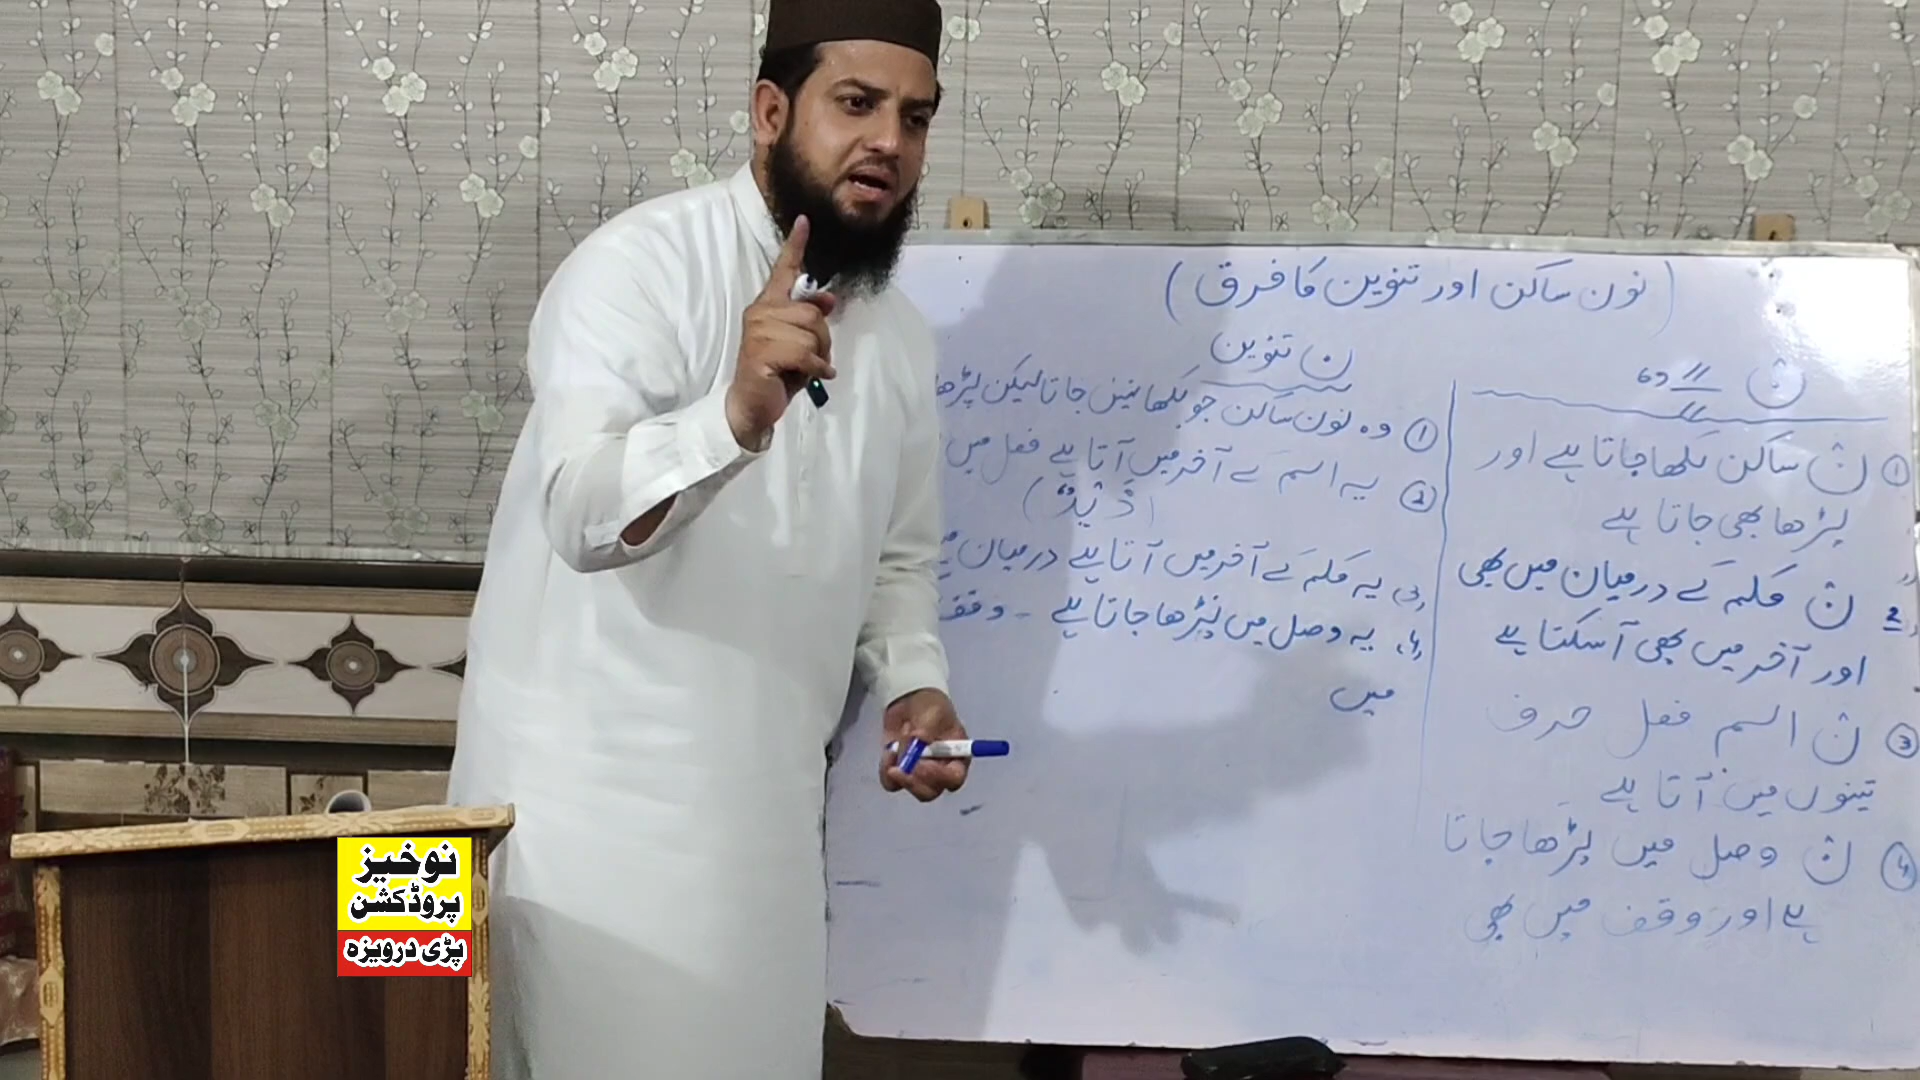 (نون ساکن اور تنوین کا فرق)
نْ
① نْ ساکن لکھا جاتا ہے اور
پڑھا بھی جاتا ہے
2 نْ کلمہ کے درمیان میں بھی
اور آخر میں بھی آ سکتا ہے
③ نْ اسم فعل حرف
تینوں میں آتا ہے
④ نْ وصل میں پڑھا جاتا
ہے اور وقف میں بھی
ن تنوین
① وہ نون ساکن جو لکھا نہیں جاتا لیکن پڑھا
② یہ اسم کے آخر میں آتا ہے فعل میں
(3) یہ کلمہ کے آخر میں آتا ہے درمیان
(4) یہ وصل میں پڑھا جاتا ہے - وقف
میں
نوخیز
پروڈکشن
پڑی درویزہ